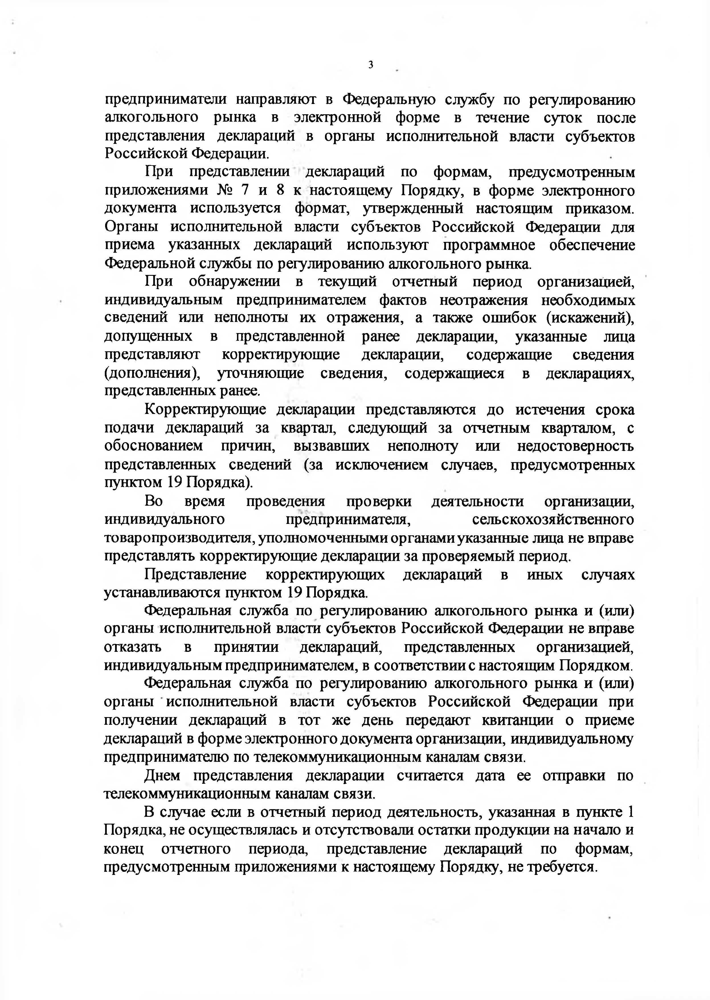 3
предприниматели направляют в Федеральную службу по регулированию
алкогольного рынка в электронной форме в течение суток после
представления деклараций в органы исполнительной власти субъектов
Российской Федерации.
При представлении деклараций по формам, предусмотренным
приложениями № 7 и 8 к настоящему Порядку, в форме электронного
документа используется формат, утвержденный настоящим приказом.
Органы исполнительной власти субъектов Российской Федерации для
приема указанных деклараций используют программное обеспечение
Федеральной службы по регулированию алкогольного рынка.
При обнаружении в текущий отчетный период организацией,
индивидуальным предпринимателем фактов неотражения необходимых
сведений или неполноты их отражения, а также ошибок (искажений),
допущенных в представленной ранее декларации, указанные лица
представляют корректирующие декларации, содержащие сведения
(дополнения), уточняющие сведения, содержащиеся в декларациях,
представленных ранее.
Корректирующие декларации представляются до истечения срока
подачи деклараций за квартал, следующий за отчетным кварталом, с
обоснованием причин, вызвавших неполноту или недостоверность
представленных сведений (за исключением случаев, предусмотренных
пунктом 19 Порядка).
Во время проведения проверки деятельности организации,
индивидуального предпринимателя, сельскохозяйственного
товаропроизводителя, уполномоченными органами указанные лица не вправе
представлять корректирующие декларации за проверяемый период.
Представление корректирующих деклараций в иных случаях
устанавливаются пунктом 19 Порядка.
Федеральная служба по регулированию алкогольного рынка и (или)
органы исполнительной власти субъектов Российской Федерации не вправе
отказать в принятии деклараций, представленных организацией,
индивидуальным предпринимателем, в соответствии с настоящим Порядком.
Федеральная служба по регулированию алкогольного рынка и (или)
органы исполнительной власти субъектов Российской Федерации при
получении деклараций в тот же день передают квитанции о приеме
деклараций в форме электронного документа организации, индивидуальному
предпринимателю по телекоммуникационным каналам связи.
Днем представления декларации считается дата ее отправки по
телекоммуникационным каналам связи.
В случае если в отчетный период деятельность, указанная в пункте 1
Порядка, не осуществлялась и отсутствовали остатки продукции на начало и
конец отчетного периода, представление деклараций по формам,
предусмотренным приложениями к настоящему Порядку, не требуется.